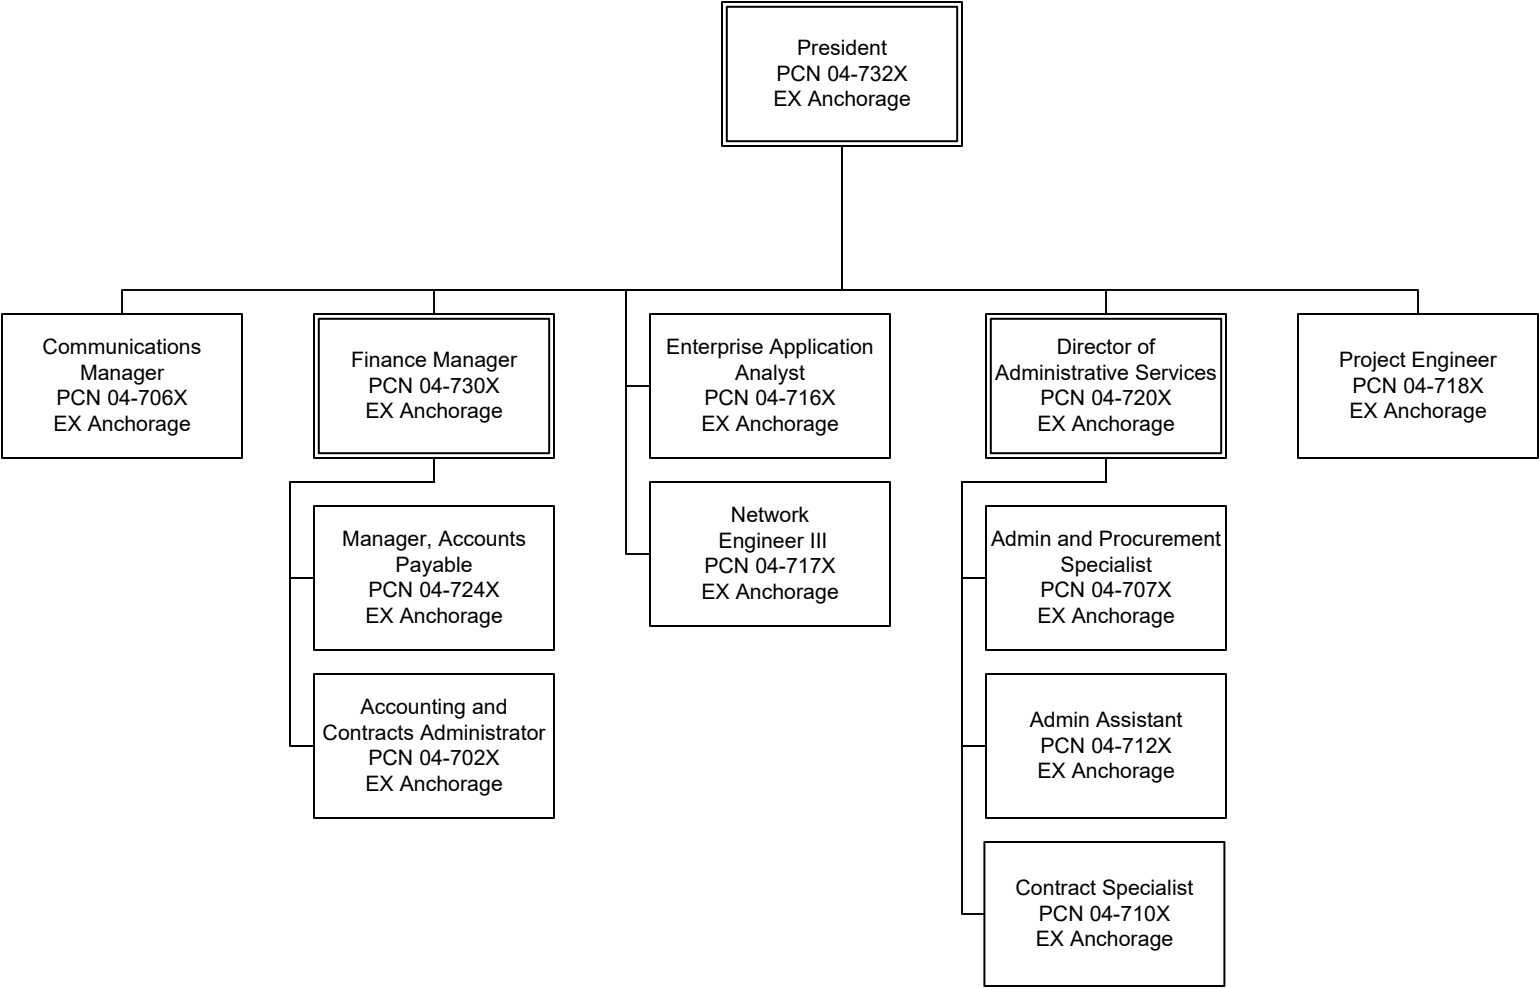 President
PCN 04-732X
EX Anchorage
Communications
Manager
PCN 04-706X
EX Anchorage
Finance Manager
PCN 04-730X
EX Anchorage
Enterprise Application
Analyst
PCN 04-716X
EX Anchorage
Director of
Administrative Services
PCN 04-720X
EX Anchorage
Project Engineer
PCN 04-718X
EX Anchorage
Manager, Accounts
Payable
PCN 04-724X
EX Anchorage
Network
Engineer III
PCN 04-717X
EX Anchorage
Admin and Procurement
Specialist
PCN 04-707X
EX Anchorage
Accounting and
Contracts Administrator
PCN 04-702X
EX Anchorage
Admin Assistant
PCN 04-712X
EX Anchorage
Contract Specialist
PCN 04-710X
EX Anchorage